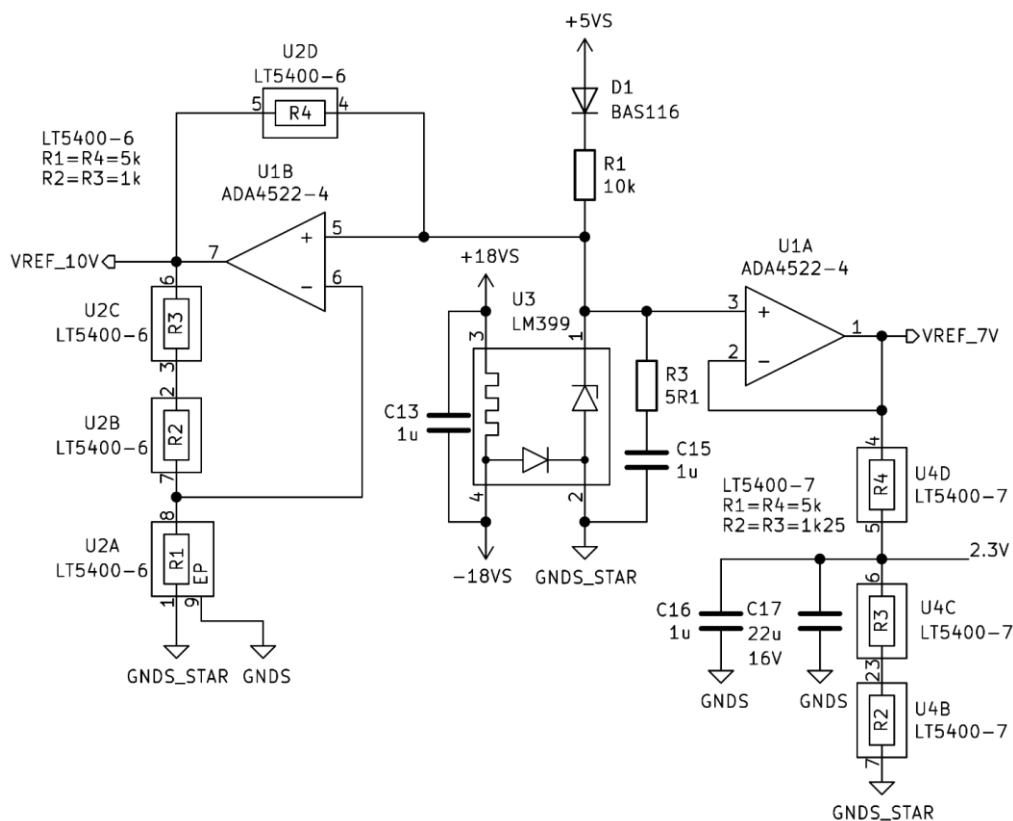 +5VS
U2D
LT5400-6
5
R4
4
D1
BAS116
LT5400-6
R1=R4=5k
R2=R3=1k
U1B
ADA4522-4
R1
10k
+
5
7
VREF_10V
−
6
+18VS
U1A
ADA4522-4
6
U2C
LT5400-6
R3
3
U3
LM399
3
1
3
+
1
VREF_7V
2
−
R3
5R1
2
U2B
LT5400-6
R2
7
C13
1u
C15
1u
4
U4D
LT5400-7
R4
5
4
2
LT5400-7
R1=R4=5k
R2=R3=1k25
8
U2A
LT5400-6
R1
EP
1
9
-18VS
GNDS_STAR
2.3V
6
C16
1u
C17
22u
16V
U4C
LT5400-7
R3
GNDS_STAR
GNDS
23
GNDS
GNDS
U4B
LT5400-7
R2
7
GNDS_STAR